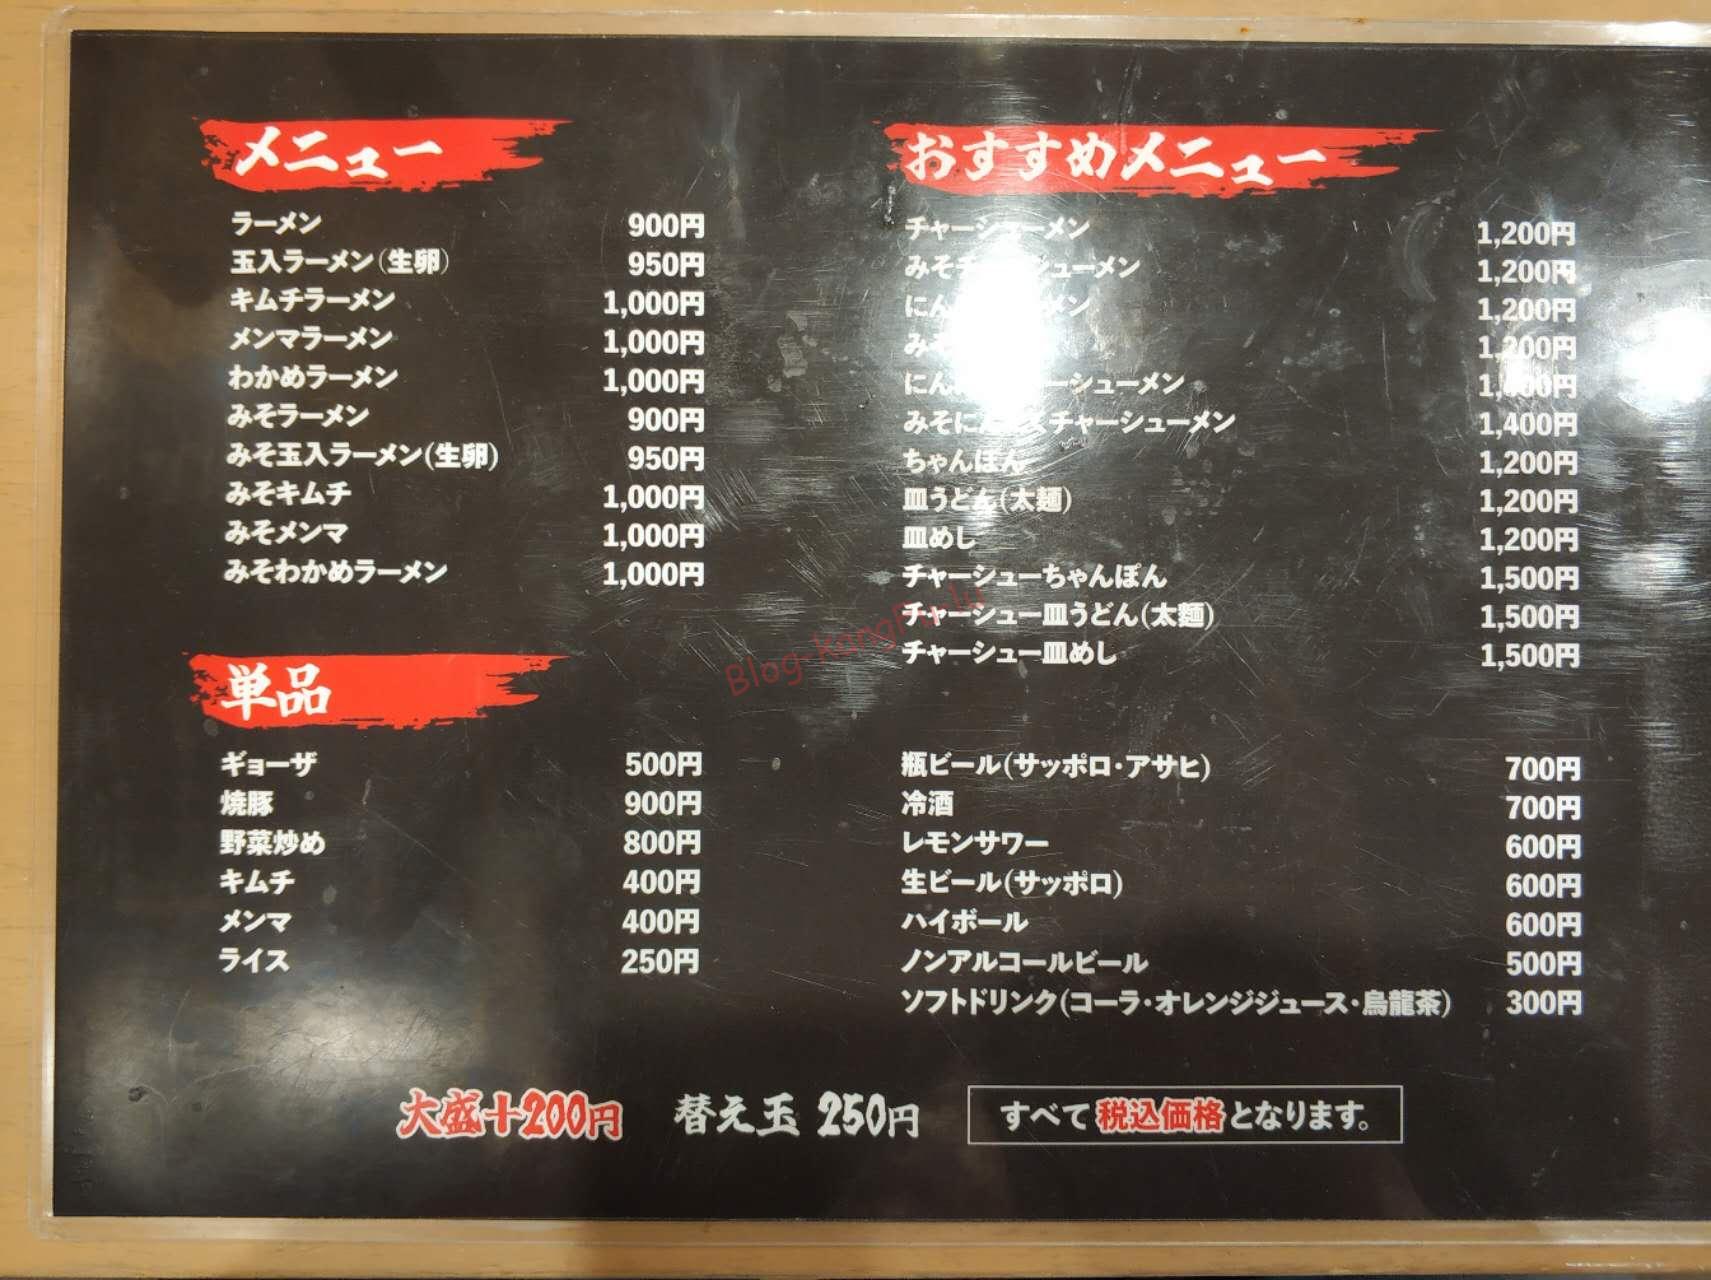 メニュー
ラーメン 900円
玉入ラーメン(生卵) 950円
キムチラーメン 1,000円
メンマラーメン 1,000円
わかめラーメン 1,000円
みそラーメン 900円
みそ玉入ラーメン(生卵) 950円
みそキムチ 1,000円
みそメンマ 1,000円
みそわかめラーメン 1,000円
単品
ギョーザ 500円
焼豚 900円
野菜炒め 800円
キムチ 400円
メンマ 400円
ライス 250円
おすすめメニュー
チャーシューメン 1,200円
みそチャーシューメン 1,200円
1,200円
1,200円
みそにんにくチャーシューメン 1,400円
ちゃんぽん 1,200円
皿うどん(太麺) 1,200円
皿めし 1,200円
チャーシューちゃんぽん 1,500円
チャーシュー皿うどん(太麺) 1,500円
チャーシュー皿めし 1,500円
瓶ビール(サッポロ・アサヒ) 700円
冷酒 700円
レモンサワー 600円
生ビール(サッポロ) 600円
ハイボール 600円
ノンアルコールビール 500円
ソフトドリンク(コーラ・オレンジジュース・烏龍茶) 300円
大盛+200円 替え玉 250円 すべて税込価格となります。
Blog-kangFu-lu